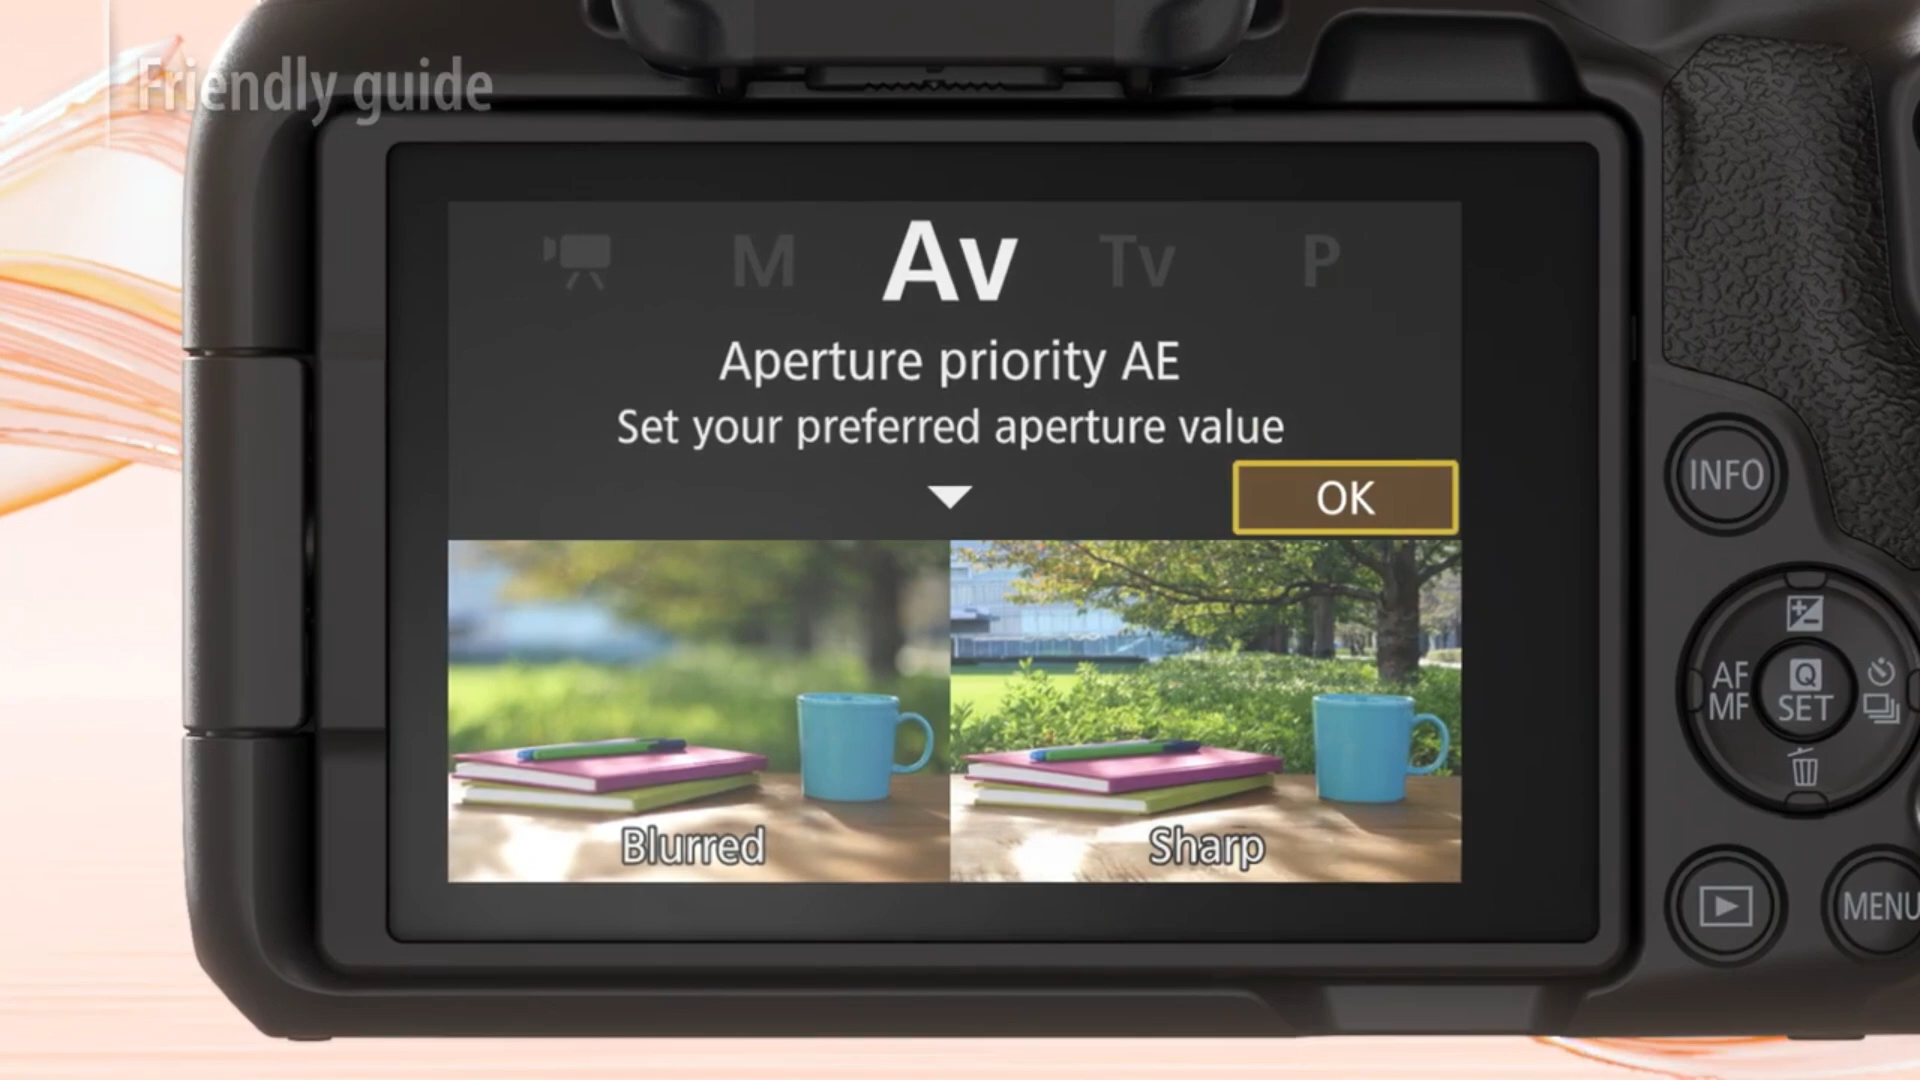 Friendly guide
M Av Tv P
Aperture priority AE
Set your preferred aperture value
OK
Blurred Sharp
INFO
AF
MF
Q
SET
MENU